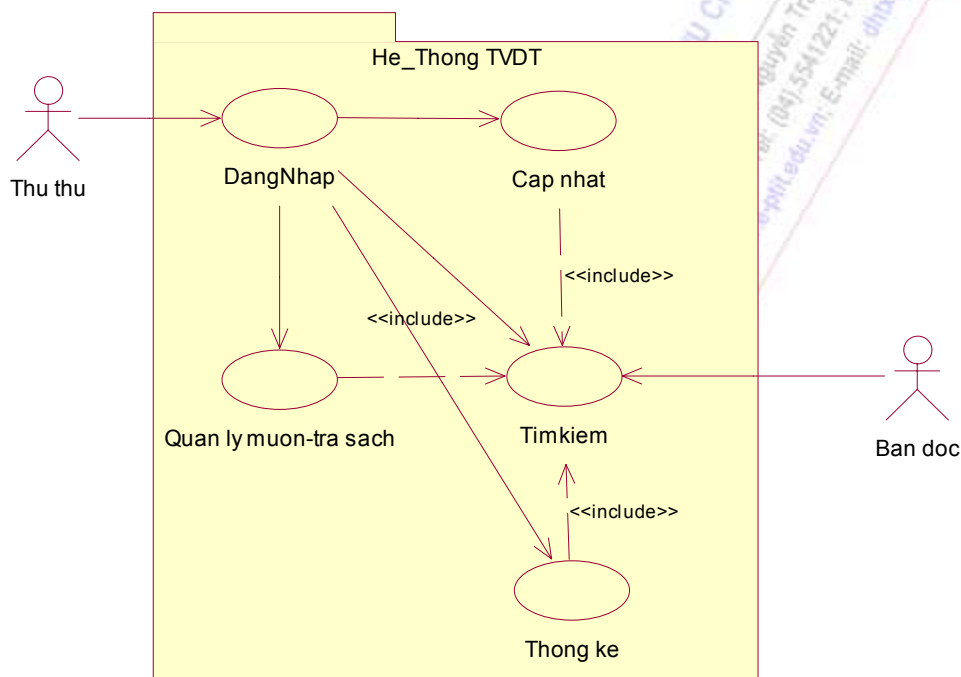 He_Thong TVDT
Thu thu
DangNhap
Cap nhat
<<include>>
<<include>>
Quan ly muon-tra sach
Timkiem
Ban doc
<<include>>
Thong ke